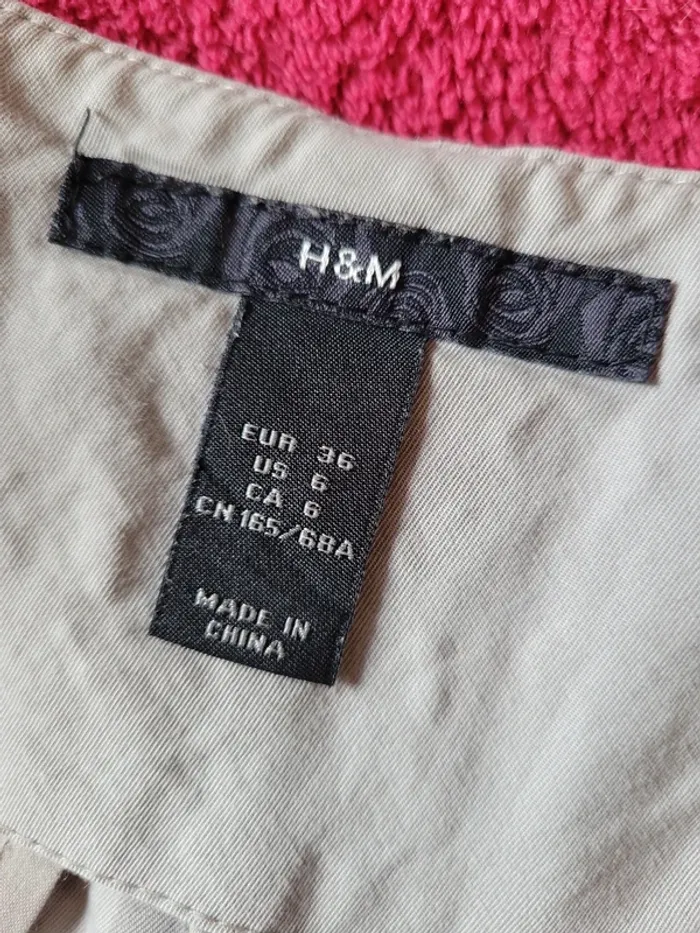 H&M
EUR 36
US 6
CA 6
CN 165/68A
MADE IN
CHINA